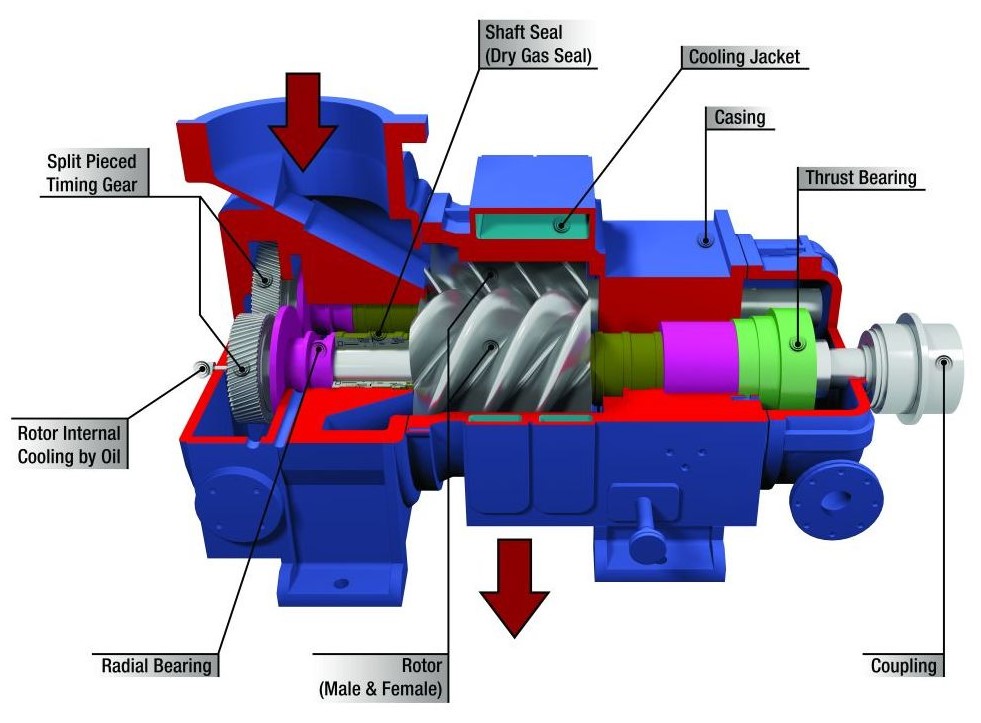 Shaft Seal
(Dry Gas Seal)
Cooling Jacket
Casing
Split Pieced
Timing Gear
Thrust Bearing
Rotor Internal
Cooling by Oil
Radial Bearing
Rotor
(Male & Female)
Coupling